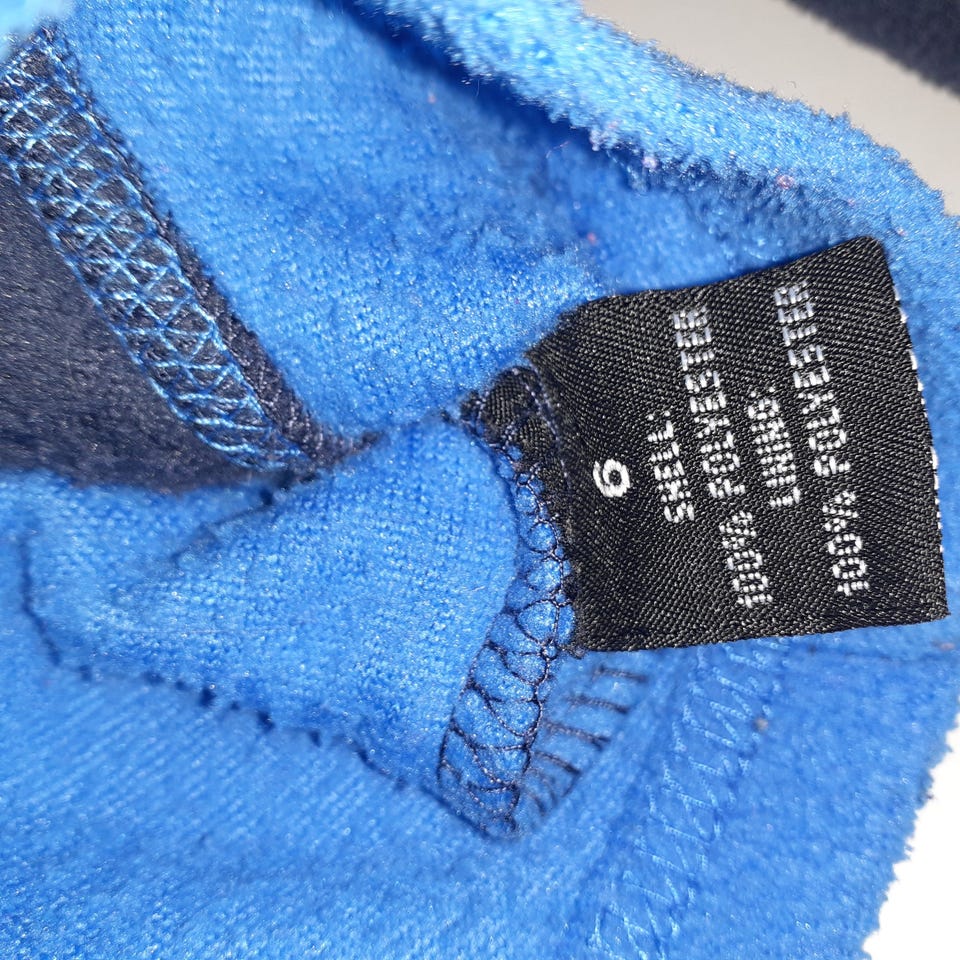 6
SHELL:
100% POLYESTER
LINING:
100% POLYESTER